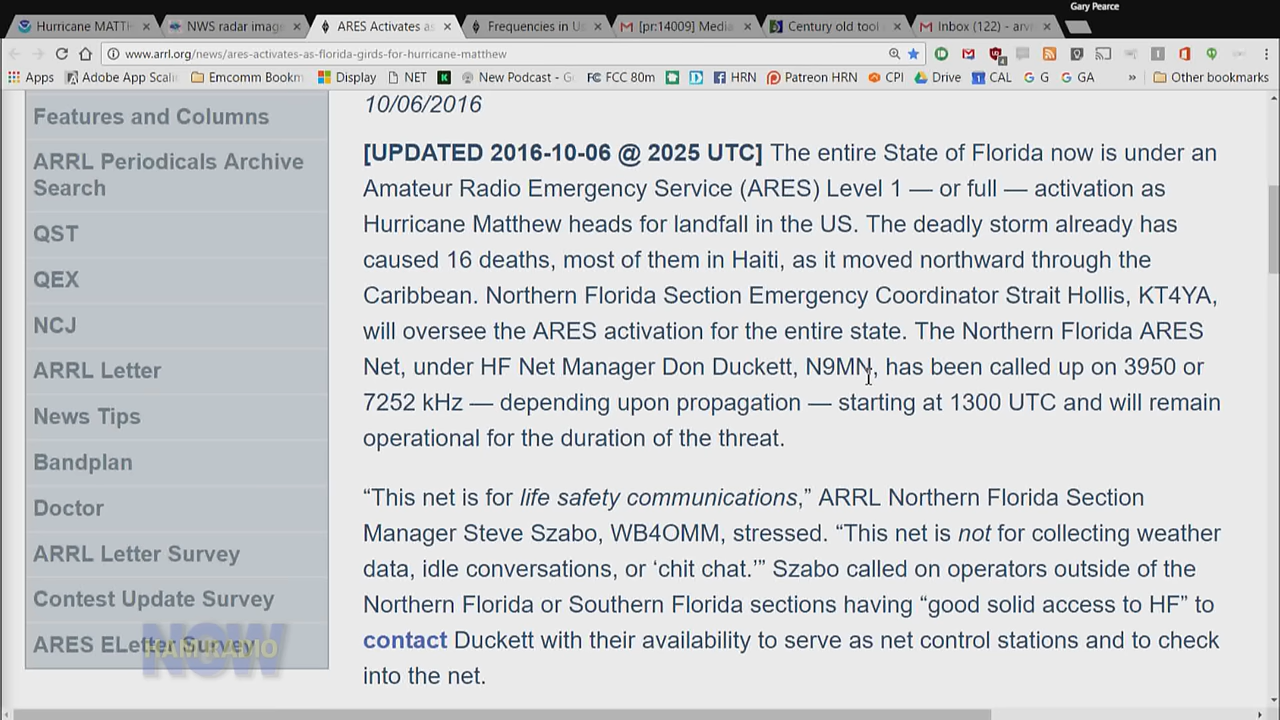 Gary Pearce
Hurricane MATTH
NWS radar imag
ARES Activates as
Frequencies in Us
[pr:14009] Media
Century old tool
Inbox (122) - arvn
www.arrl.org/news/ares-activates-as-florida-girds-for-hurricane-matthew
Apps
Adobe App Scali
Emcomm Bookn
Display
NET
New Podcast - G
FC FCC 80m
HRN
Patreon HRN
CPI
Drive
CAL
G
GA
»
Other bookmarks
Features and Columns
ARRL Periodicals Archive
Search
QST
QEX
NCJ
ARRL Letter
News Tips
Bandplan
Doctor
ARRL Letter Survey
Contest Update Survey
ARES ELetter Survey
NOW
10/06/2016
[UPDATED 2016-10-06 @ 2025 UTC] The entire State of Florida now is under an
Amateur Radio Emergency Service (ARES) Level 1 — or full — activation as
Hurricane Matthew heads for landfall in the US. The deadly storm already has
caused 16 deaths, most of them in Haiti, as it moved northward through the
Caribbean. Northern Florida Section Emergency Coordinator Strait Hollis, KT4YA,
will oversee the ARES activation for the entire state. The Northern Florida ARES
Net, under HF Net Manager Don Duckett, N9MN, has been called up on 3950 or
7252 kHz — depending upon propagation — starting at 1300 UTC and will remain
operational for the duration of the threat.
“This net is for life safety communications,” ARRL Northern Florida Section
Manager Steve Szabo, WB4OMM, stressed. “This net is not for collecting weather
data, idle conversations, or ‘chit chat.’” Szabo called on operators outside of the
Northern Florida or Southern Florida sections having “good solid access to HF” to
contact Duckett with their availability to serve as net control stations and to check
into the net.